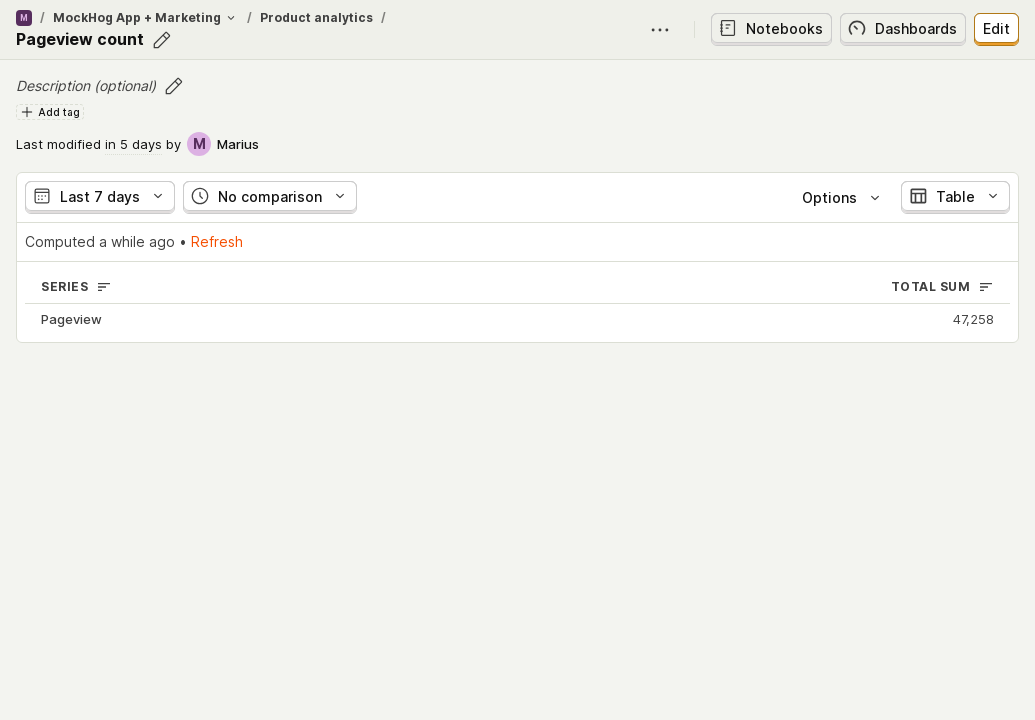 M / MockHog App + Marketing / Product analytics /
Pageview count
Notebooks
Dashboards
Edit
Description (optional)
Add tag
Last modified in 5 days by M Marius
Last 7 days
No comparison
Options
Table
Computed a while ago • Refresh
SERIES
TOTAL SUM
Pageview
47,258